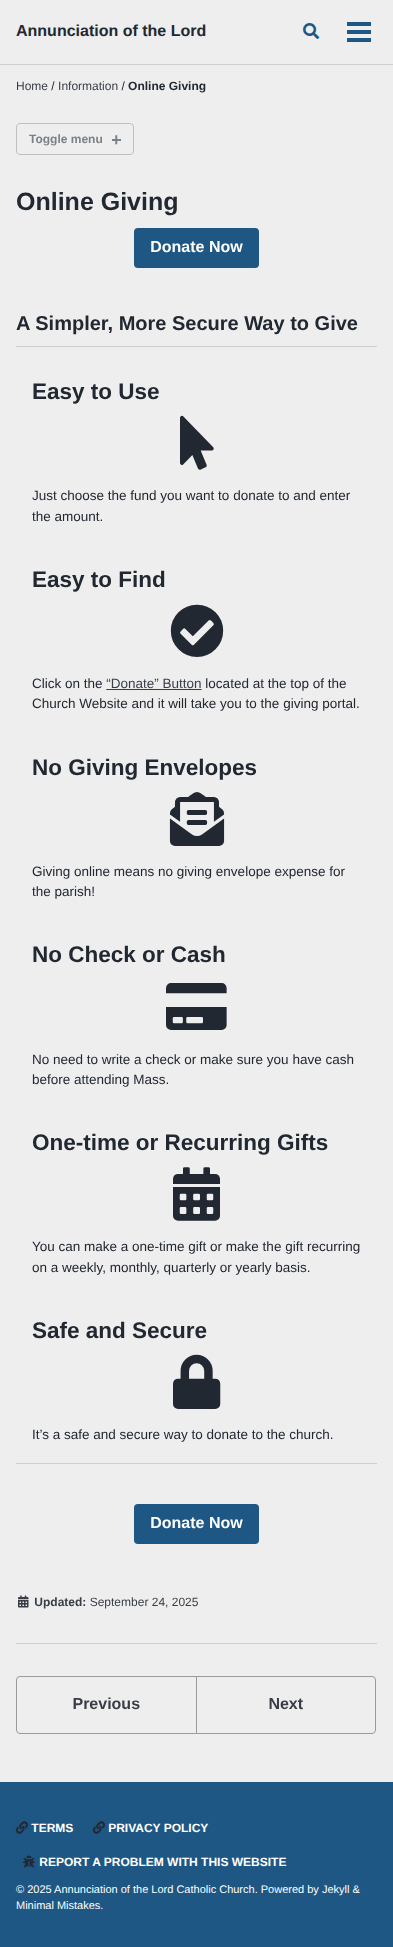 Annunciation of the Lord
Home / Information / Online Giving
Toggle menu +
Online Giving
Donate Now
A Simpler, More Secure Way to Give
Easy to Use
Just choose the fund you want to donate to and enter
the amount.
Easy to Find
Click on the “Donate” Button located at the top of the
Church Website and it will take you to the giving portal.
No Giving Envelopes
Giving online means no giving envelope expense for
the parish!
No Check or Cash
No need to write a check or make sure you have cash
before attending Mass.
One-time or Recurring Gifts
You can make a one-time gift or make the gift recurring
on a weekly, monthly, quarterly or yearly basis.
Safe and Secure
It’s a safe and secure way to donate to the church.
Donate Now
Updated: September 24, 2025
Previous Next
TERMS PRIVACY POLICY
REPORT A PROBLEM WITH THIS WEBSITE
© 2025 Annunciation of the Lord Catholic Church. Powered by Jekyll &
Minimal Mistakes.